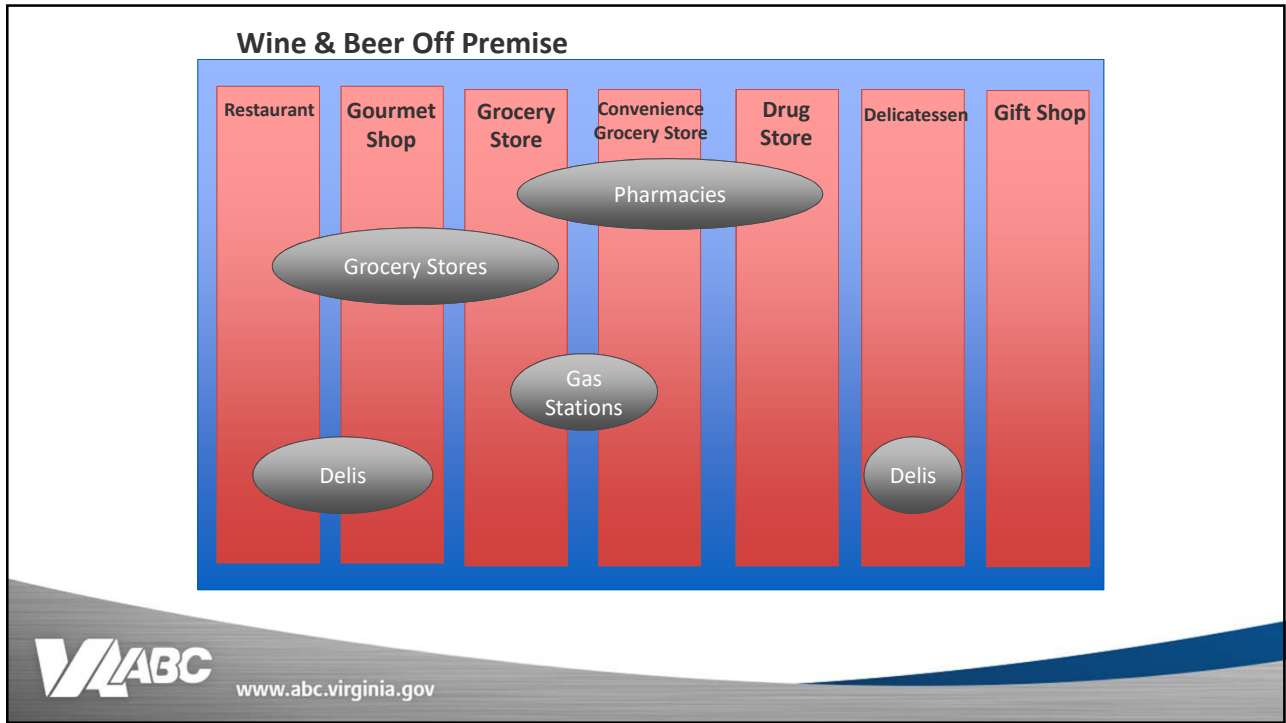 Wine & Beer Off Premise
Restaurant
Gourmet
Shop
Grocery
Store
Convenience
Grocery Store
Drug
Store
Delicatessen
Gift Shop
Pharmacies
Grocery Stores
Gas
Stations
Delis
Delis
VA ABC
www.abc.virginia.gov